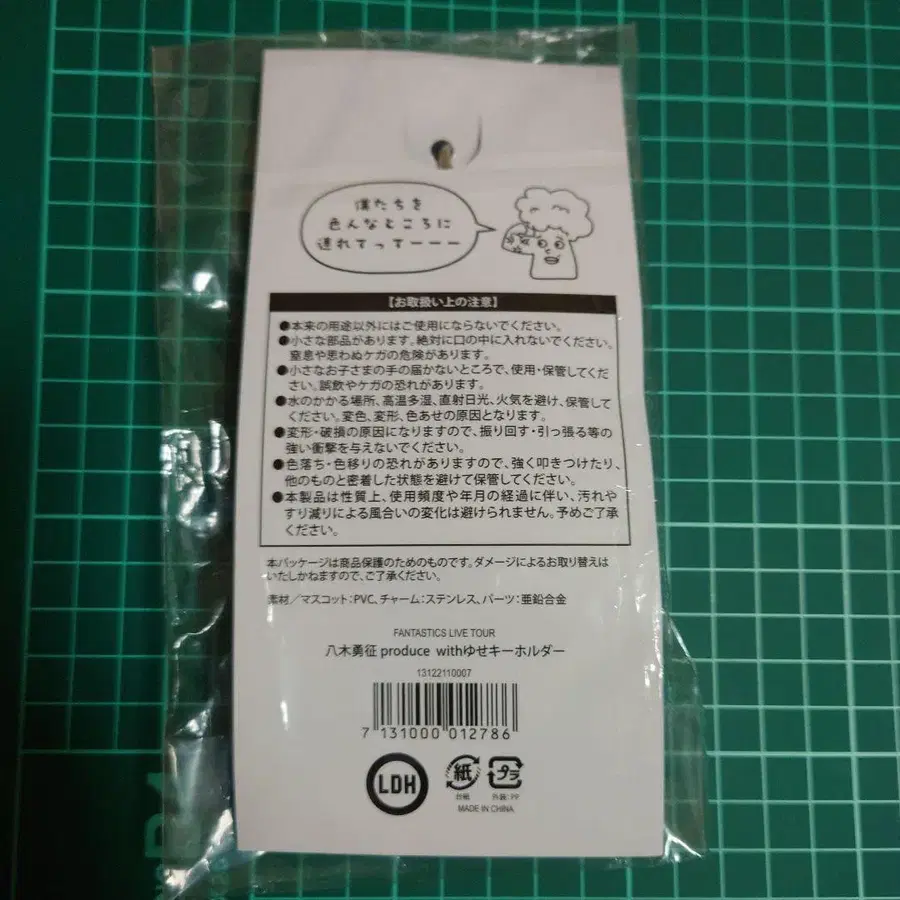 僕たちを
色んなところに
連れてってーーー
【お取扱い上の注意】
●本来の用途以外にはご使用にならないでください。
●小さな部品があります。絶対に口の中に入れないでください。
窒息や思わぬケガの危険があります。
●小さなお子さまの手の届かないところで、使用・保管してくだ
さい。誤飲やケガの恐れがあります。
●水のかかる場所、高温多湿、直射日光、火気を避け、保管して
ください。変色、変形、色あせの原因となります。
●変形・破損の原因になりますので、振り回す・引っ張る等の
強い衝撃を与えないでください。
●色落ち・色移りの恐れがありますので、強く叩きつけたり、
他のものと密着した状態を避けて保管してください。
●本製品は性質上、使用頻度や年月の経過に伴い、汚れや
すり減りによる風合いの変化は避けられません。予めご了承
ください。
本パッケージは商品保護のためのものです。ダメージによるお取り替えは
いたしかねますので、ご了承ください。
素材／マスコット：PVC、チャーム：ステンレス、パーツ：亜鉛合金
FANTASTICS LIVE TOUR
八木勇征 produce withゆせキーホルダー
13122110007
7 131000 012786
LDH
紙
プラ
台紙
外装：PP
MADE IN CHINA